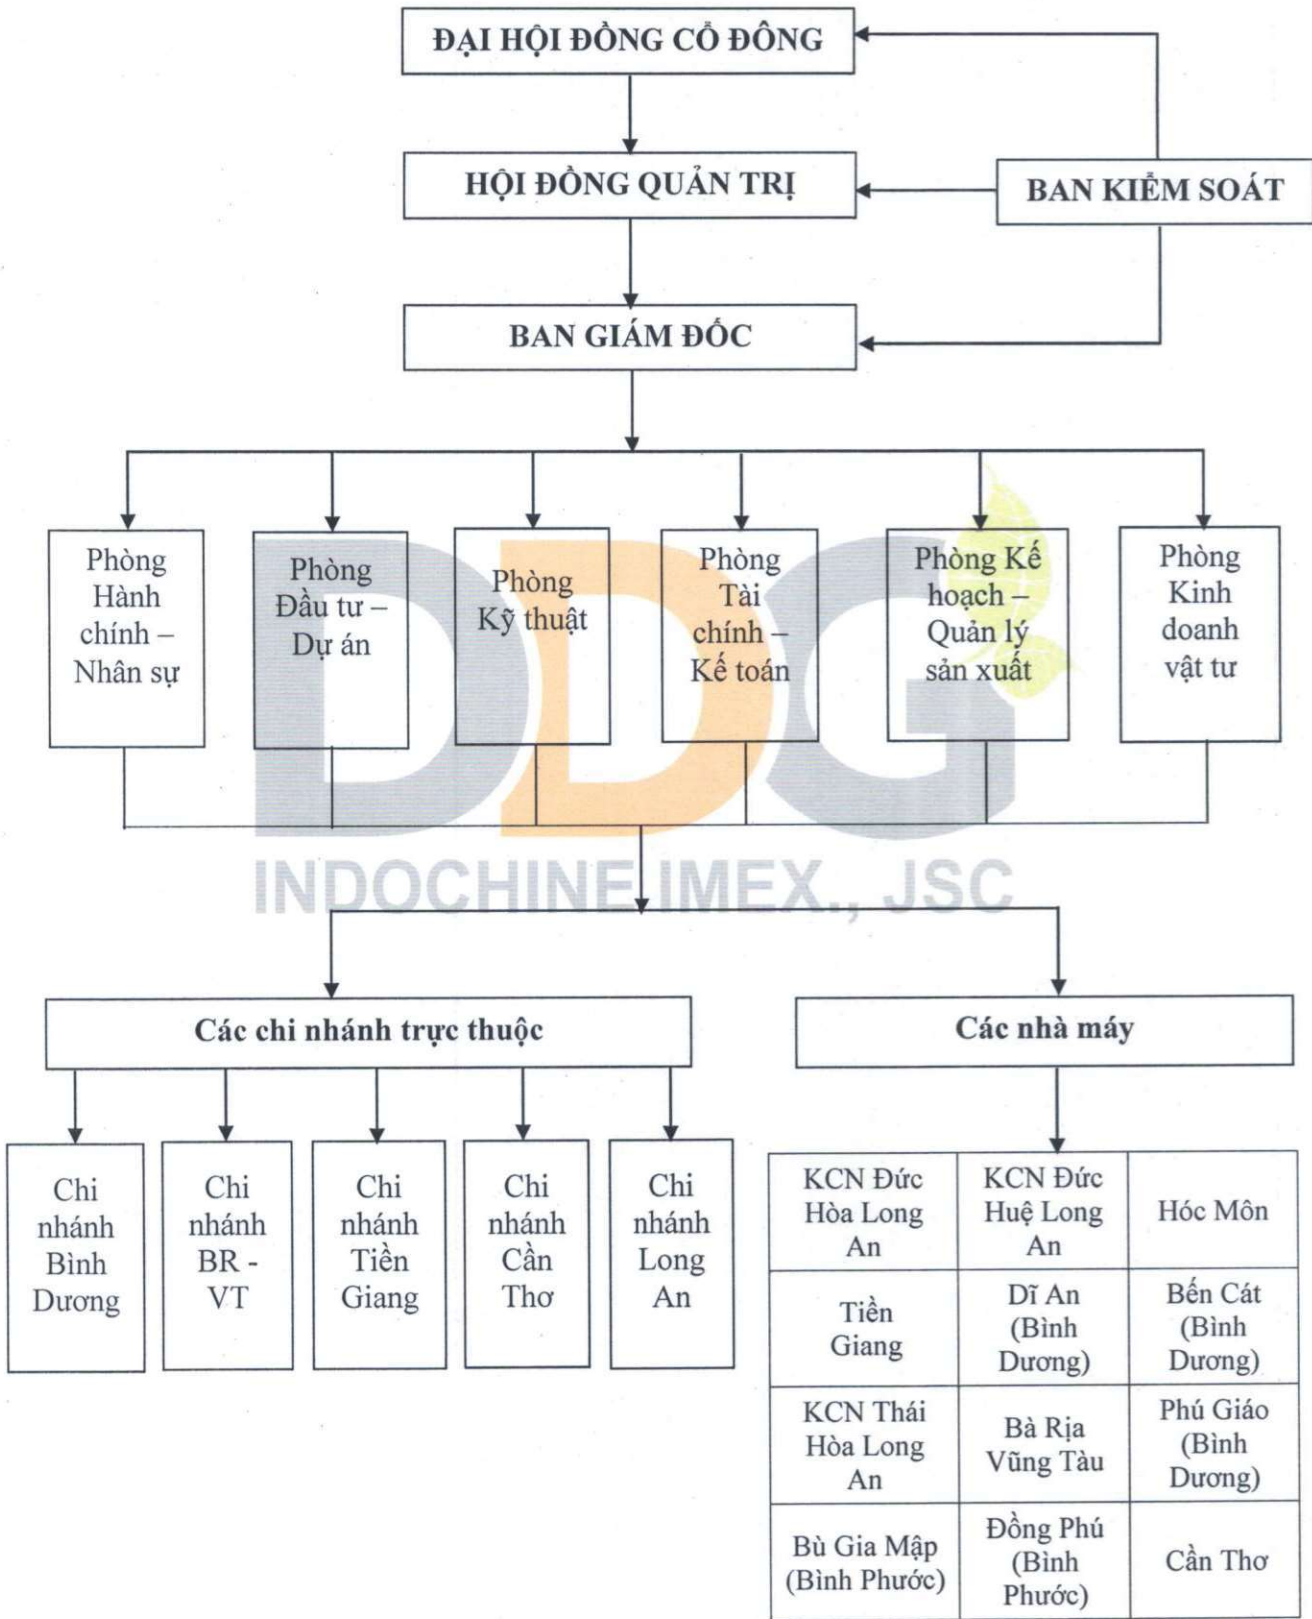 ĐẠI HỘI ĐỒNG CỔ ĐÔNG
HỘI ĐỒNG QUẢN TRỊ
BAN KIỂM SOÁT
BAN GIÁM ĐỐC
Phòng
Hành
chính –
Nhân sự
Phòng
Đầu tư –
Dự án
Phòng
Kỹ thuật
Phòng
Tài
chính –
Kế toán
Phòng Kế
hoạch –
Quản lý
sản xuất
Phòng
Kinh
doanh
vật tư
DDG
INDOCHINE IMEX., JSC
Các chi nhánh trực thuộc
Các nhà máy
Chi
nhánh
Bình
Dương
Chi
nhánh
BR -
VT
Chi
nhánh
Tiền
Giang
Chi
nhánh
Cần
Thơ
Chi
nhánh
Long
An
KCN Đức
Hòa Long
An
KCN Đức
Huệ Long
An
Hóc Môn
Tiền
Giang
Dĩ An
(Bình
Dương)
Bến Cát
(Bình
Dương)
KCN Thái
Hòa Long
An
Bà Rịa
Vũng Tàu
Phú Giáo
(Bình
Dương)
Bù Gia Mập
(Bình Phước)
Đồng Phú
(Bình
Phước)
Cần Thơ